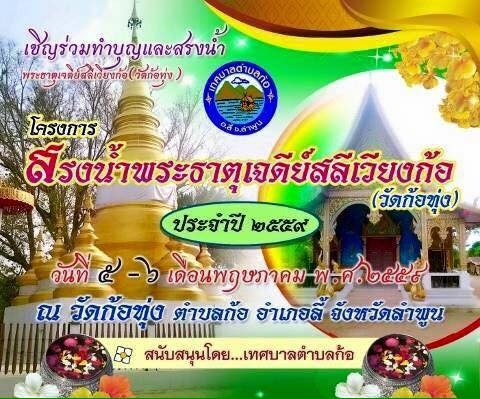 เชิญร่วมทำบุญและสรงน้ำ
พระธาตุเจดีย์สลีเวียงก้อ(วัดก้อทุ่ง)
เทศบาลตำบลก้อ
อ.ลี้ จ.ลำพูน
โครงการ
สรงน้ำพระธาตุเจดีย์สลีเวียงก้อ
(วัดก้อทุ่ง)
ประจำปี ๒๕๕๙
วันที่ ๕ -๖ เดือนพฤษภาคม พ.ศ.๒๕๕๙
ณ วัดก้อทุ่ง ตำบลก้อ อำเภอลี้ จังหวัดลำพูน
สนับสนุนโดย...เทศบาลตำบลก้อ